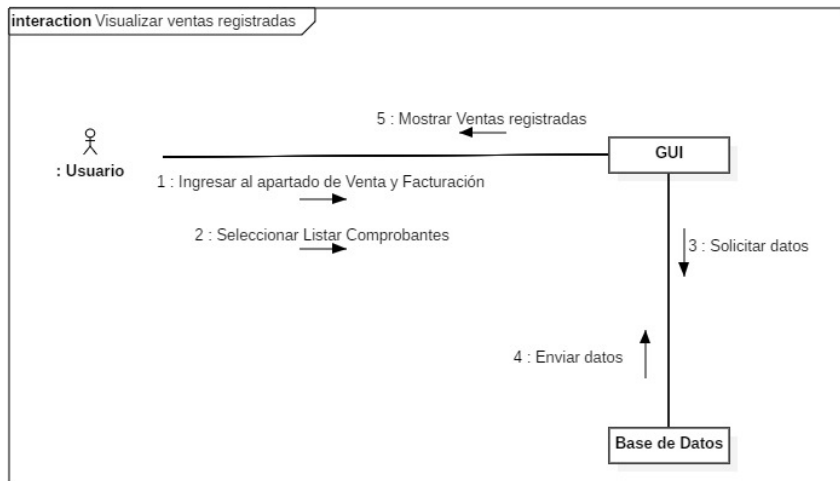 interaction Visualizar ventas registradas
5 : Mostrar Ventas registradas
GUI
: Usuario
1 : Ingresar al apartado de Venta y Facturación
2 : Seleccionar Listar Comprobantes
3 : Solicitar datos
4 : Enviar datos
Base de Datos